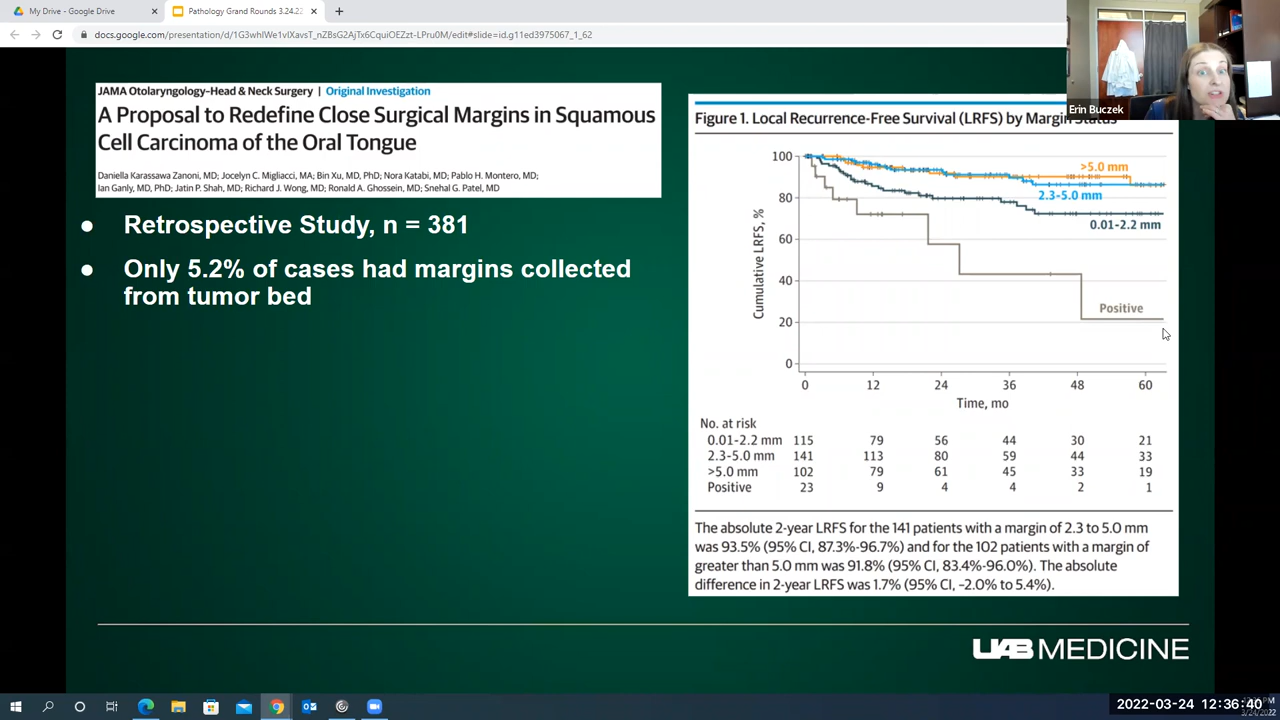 My Drive - Google Drive
Pathology Grand Rounds 3.24.22
docs.google.com/presentation/d/1G3whIWe1vIXavsT_nZBsG2AjTx6CquiOEZzt-LPru0M/edit#slide=id.g11ed3975067_1_62
Erin Buczek
JAMA Otolaryngology–Head & Neck Surgery | Original Investigation
A Proposal to Redefine Close Surgical Margins in Squamous
Cell Carcinoma of the Oral Tongue
Daniella Karassawa Zanoni, MD; Jocelyn C. Migliacci, MA; Bin Xu, MD, PhD; Nora Katabi, MD; Pablo H. Montero, MD;
Ian Ganly, MD, PhD; Jatin P. Shah, MD; Richard J. Wong, MD; Ronald A. Ghossein, MD; Snehal G. Patel, MD
● Retrospective Study, n = 381
● Only 5.2% of cases had margins collected
from tumor bed
Figure 1. Local Recurrence-Free Survival (LRFS) by Margin Status
100
80
60
40
20
0
Cumulative LRFS, %
>5.0 mm
2.3-5.0 mm
0.01-2.2 mm
Positive
0 12 24 36 48 60
Time, mo
No. at risk
0.01-2.2 mm 115 79 56 44 30 21
2.3-5.0 mm 141 113 80 59 44 33
>5.0 mm 102 79 61 45 33 19
Positive 23 9 4 4 2 1
The absolute 2-year LRFS for the 141 patients with a margin of 2.3 to 5.0 mm
was 93.5% (95% CI, 87.3%-96.7%) and for the 102 patients with a margin of
greater than 5.0 mm was 91.8% (95% CI, 83.4%-96.0%). The absolute
difference in 2-year LRFS was 1.7% (95% CI, −2.0% to 5.4%).
UAB MEDICINE
2022-03-24 12:36:40